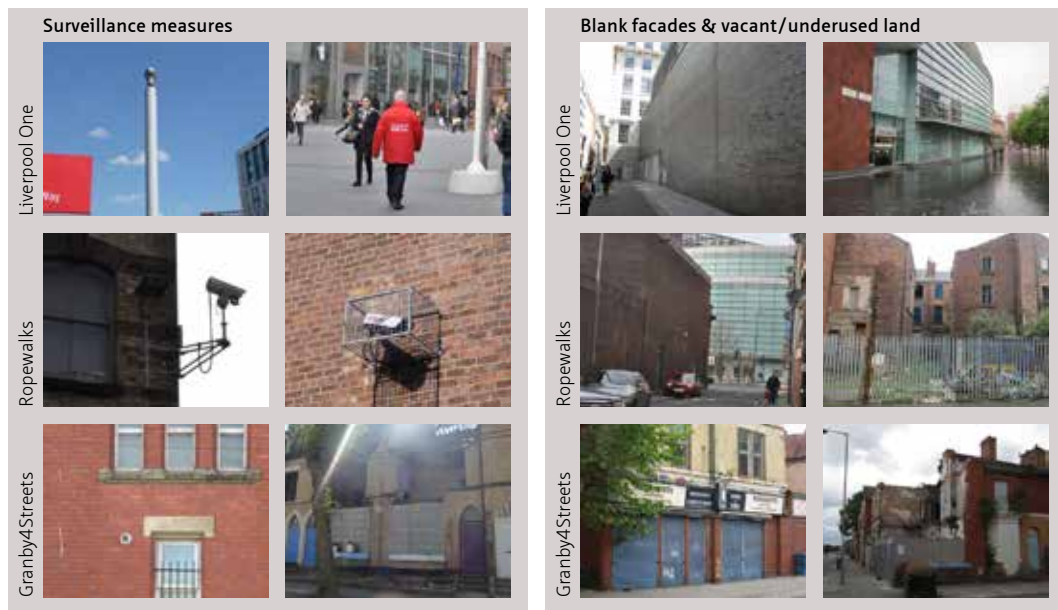 Surveillance measures
Liverpool One
Ropewalks
Granby4Streets
Blank facades & vacant/underused land
Liverpool One
Ropewalks
Granby4Streets